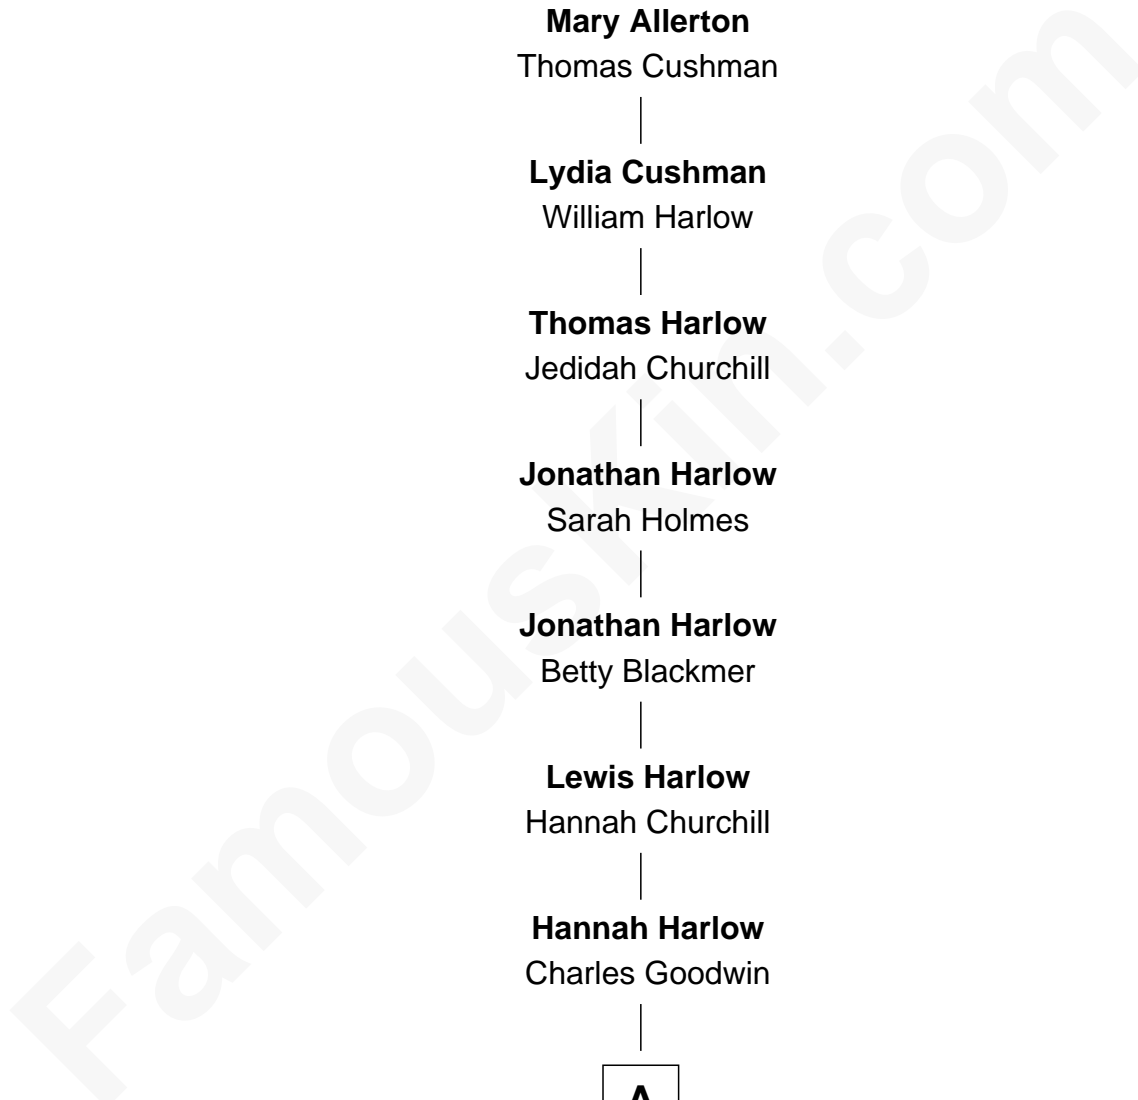 Mary Allerton
Thomas Cushman
Lydia Cushman
William Harlow
Thomas Harlow
Jedidah Churchill
Jonathan Harlow
Sarah Holmes
Jonathan Harlow
Betty Blackmer
Lewis Harlow
Hannah Churchill
Hannah Harlow
Charles Goodwin
A
FamousKin.com